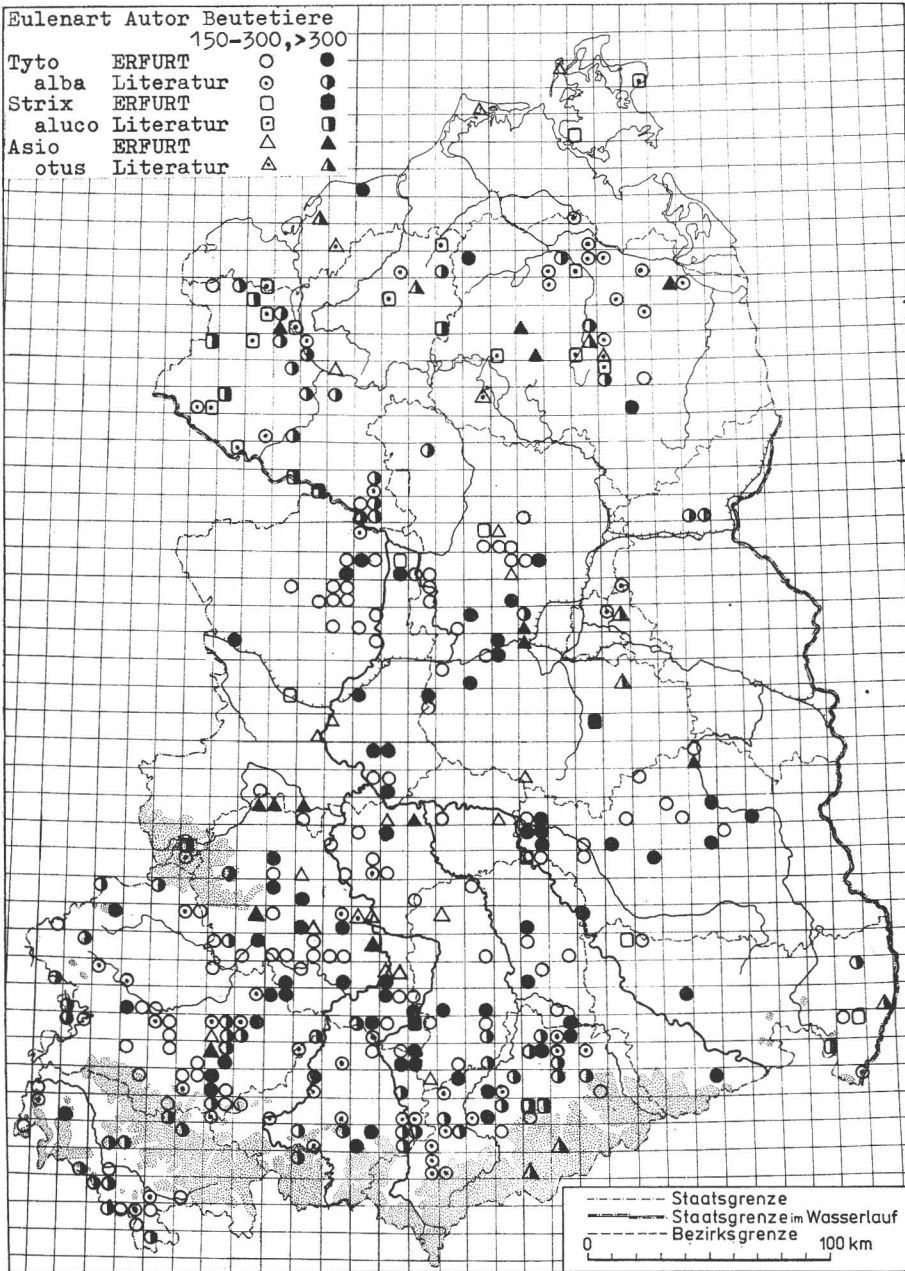 Eulenart Autor Beutetiere
150-300, >300
Tyto ERFURT
alba Literatur
Strix ERFURT
aluco Literatur
Asio ERFURT
otus Literatur
Staatsgrenze
Staatsgrenze im Wasserlauf
Bezirksgrenze
0 100 km